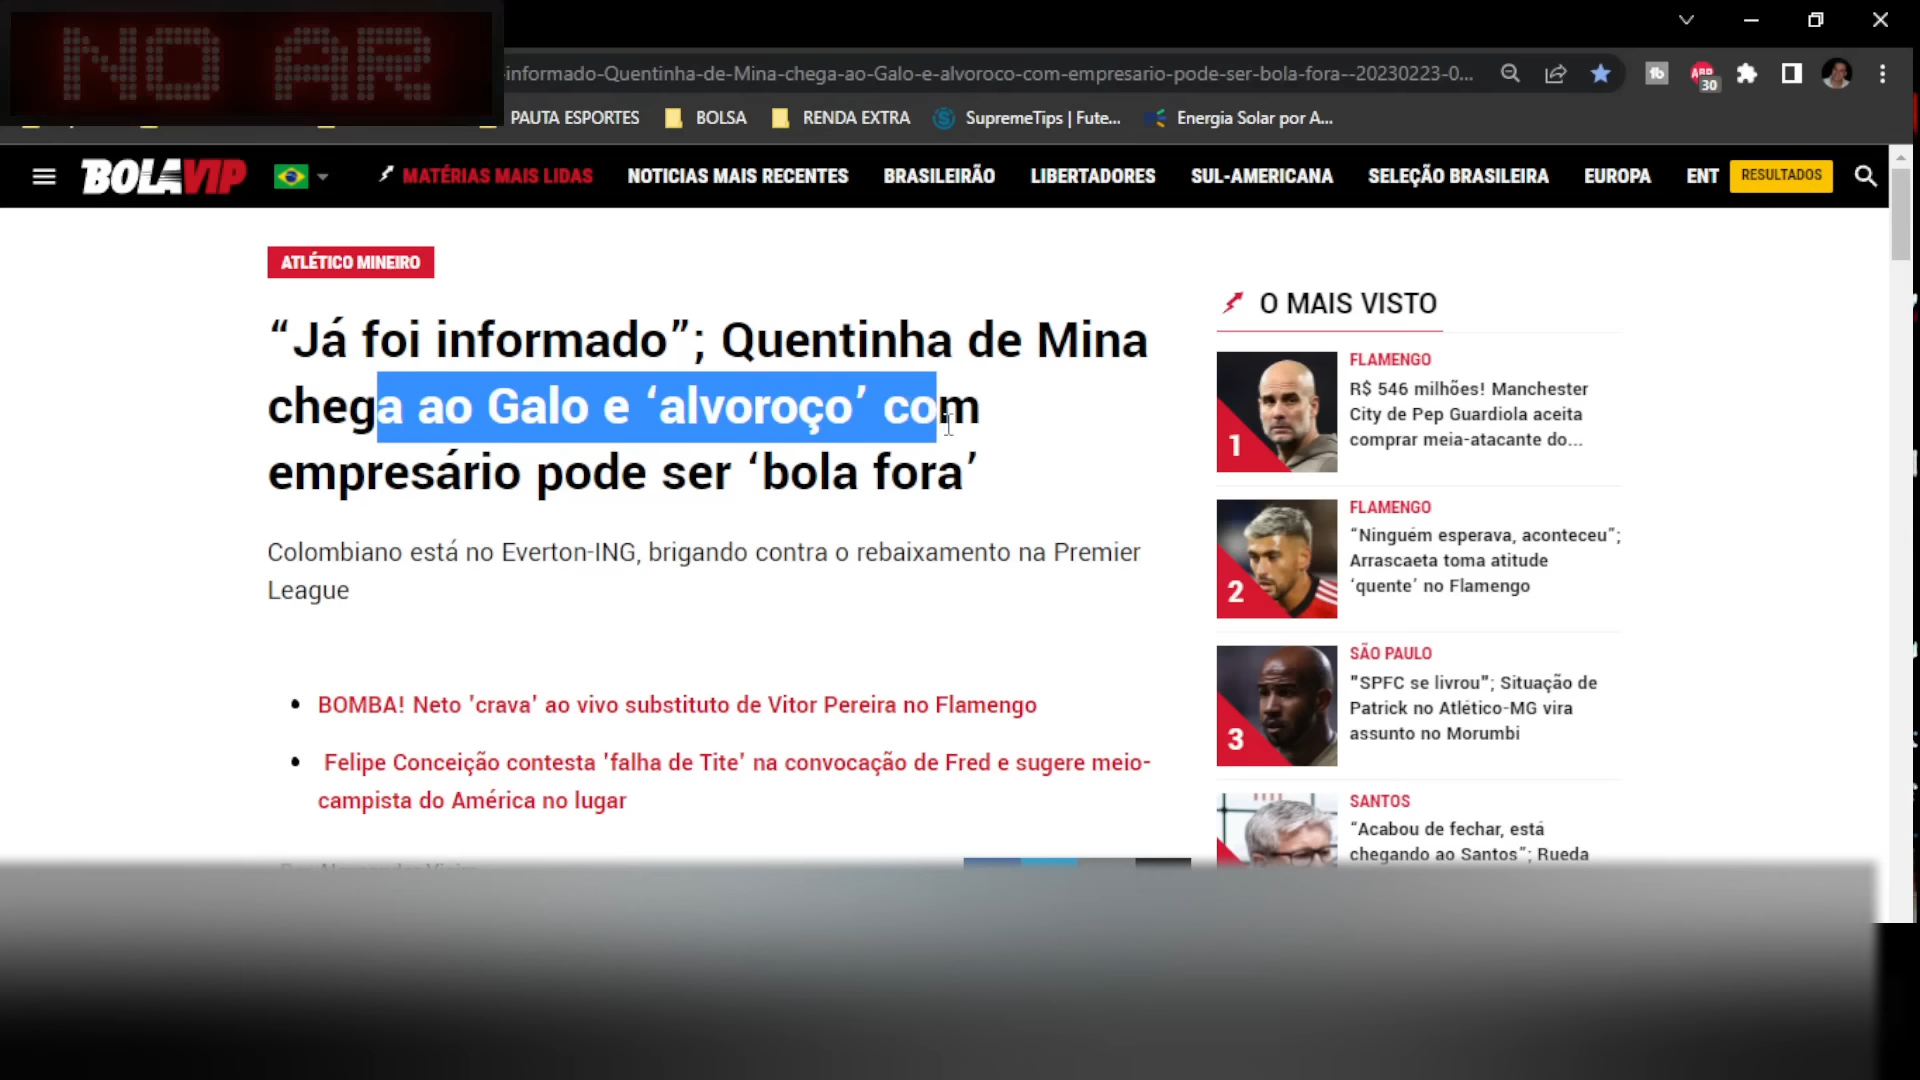 NO AR
-informado-Quentinha-de-Mina-chega-ao-Galo-e-alvoroco-com-empresario-pode-ser-bola-fora--20230223-0...
ABP
30
PAUTA ESPORTES
BOLSA
RENDA EXTRA
SupremeTips | Fute...
Energia Solar por A...
BOLAVIP
MATÉRIAS MAIS LIDAS
NOTICIAS MAIS RECENTES
BRASILEIRÃO
LIBERTADORES
SUL-AMERICANA
SELEÇÃO BRASILEIRA
EUROPA
ENT
RESULTADOS
ATLÉTICO MINEIRO
“Já foi informado”; Quentinha de Mina
chega ao Galo e ‘alvoroço’ com
empresário pode ser ‘bola fora’
Colombiano está no Everton-ING, brigando contra o rebaixamento na Premier
League
BOMBA! Neto 'crava' ao vivo substituto de Vitor Pereira no Flamengo
Felipe Conceição contesta 'falha de Tite' na convocação de Fred e sugere meio-
campista do América no lugar
O MAIS VISTO
1
FLAMENGO
R$ 546 milhões! Manchester
City de Pep Guardiola aceita
comprar meia-atacante do...
2
FLAMENGO
“Ninguém esperava, aconteceu”;
Arrascaeta toma atitude
‘quente’ no Flamengo
3
SÃO PAULO
"SPFC se livrou"; Situação de
Patrick no Atlético-MG vira
assunto no Morumbi
SANTOS
“Acabou de fechar, está
chegando ao Santos”; Rueda